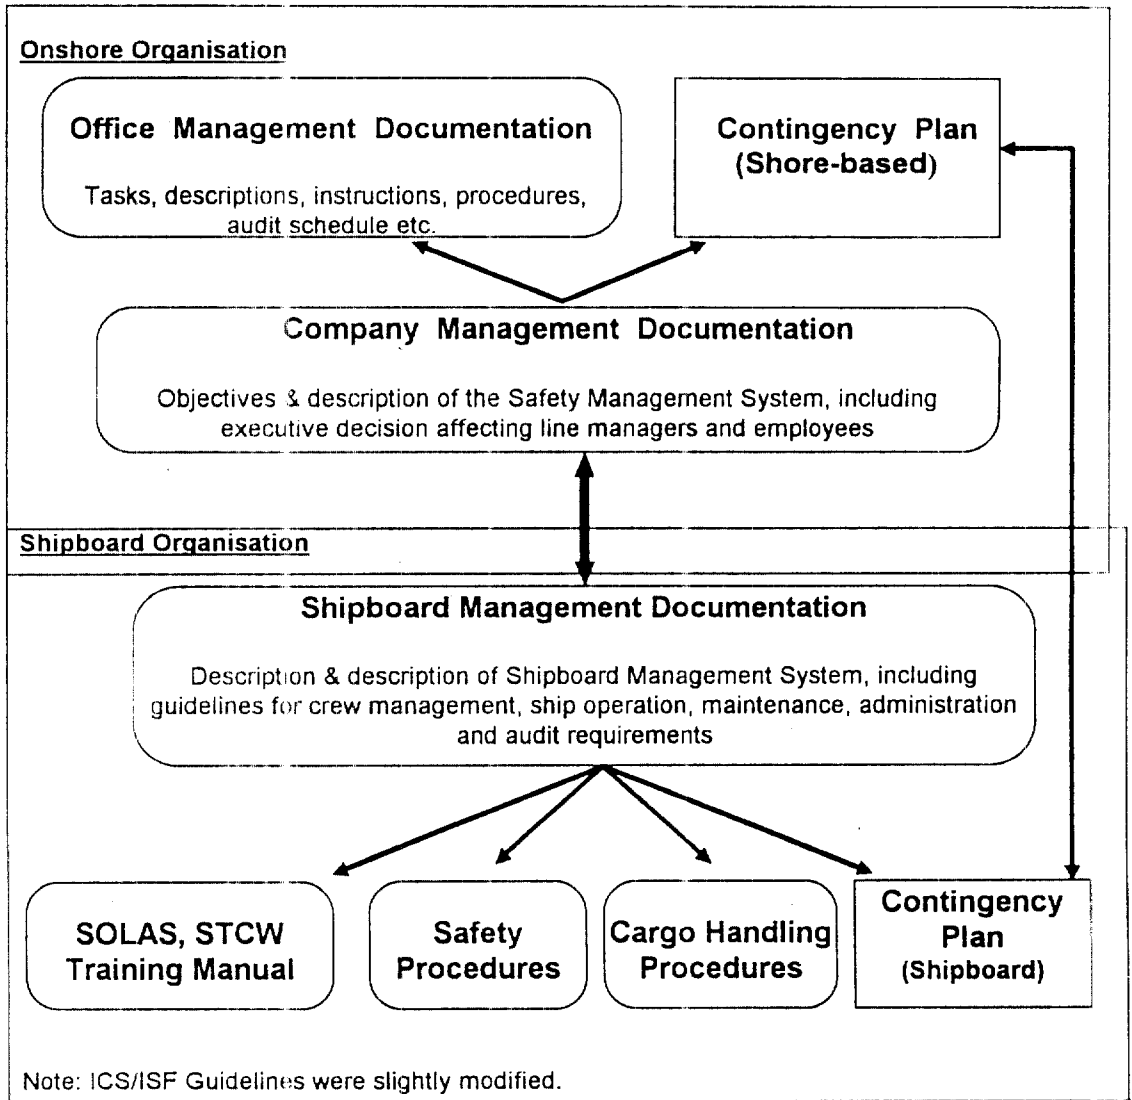 Onshore Organisation
Office Management Documentation
Tasks, descriptions, instructions, procedures,
audit schedule etc.
Contingency Plan
(Shore-based)
Company Management Documentation
Objectives & description of the Safety Management System, including
executive decision affecting line managers and employees
Shipboard Organisation
Shipboard Management Documentation
Description & description of Shipboard Management System, including
guidelines for crew management, ship operation, maintenance, administration
and audit requirements
SOLAS, STCW
Training Manual
Safety
Procedures
Cargo Handling
Procedures
Contingency
Plan
(Shipboard)
Note: ICS/ISF Guidelines were slightly modified.